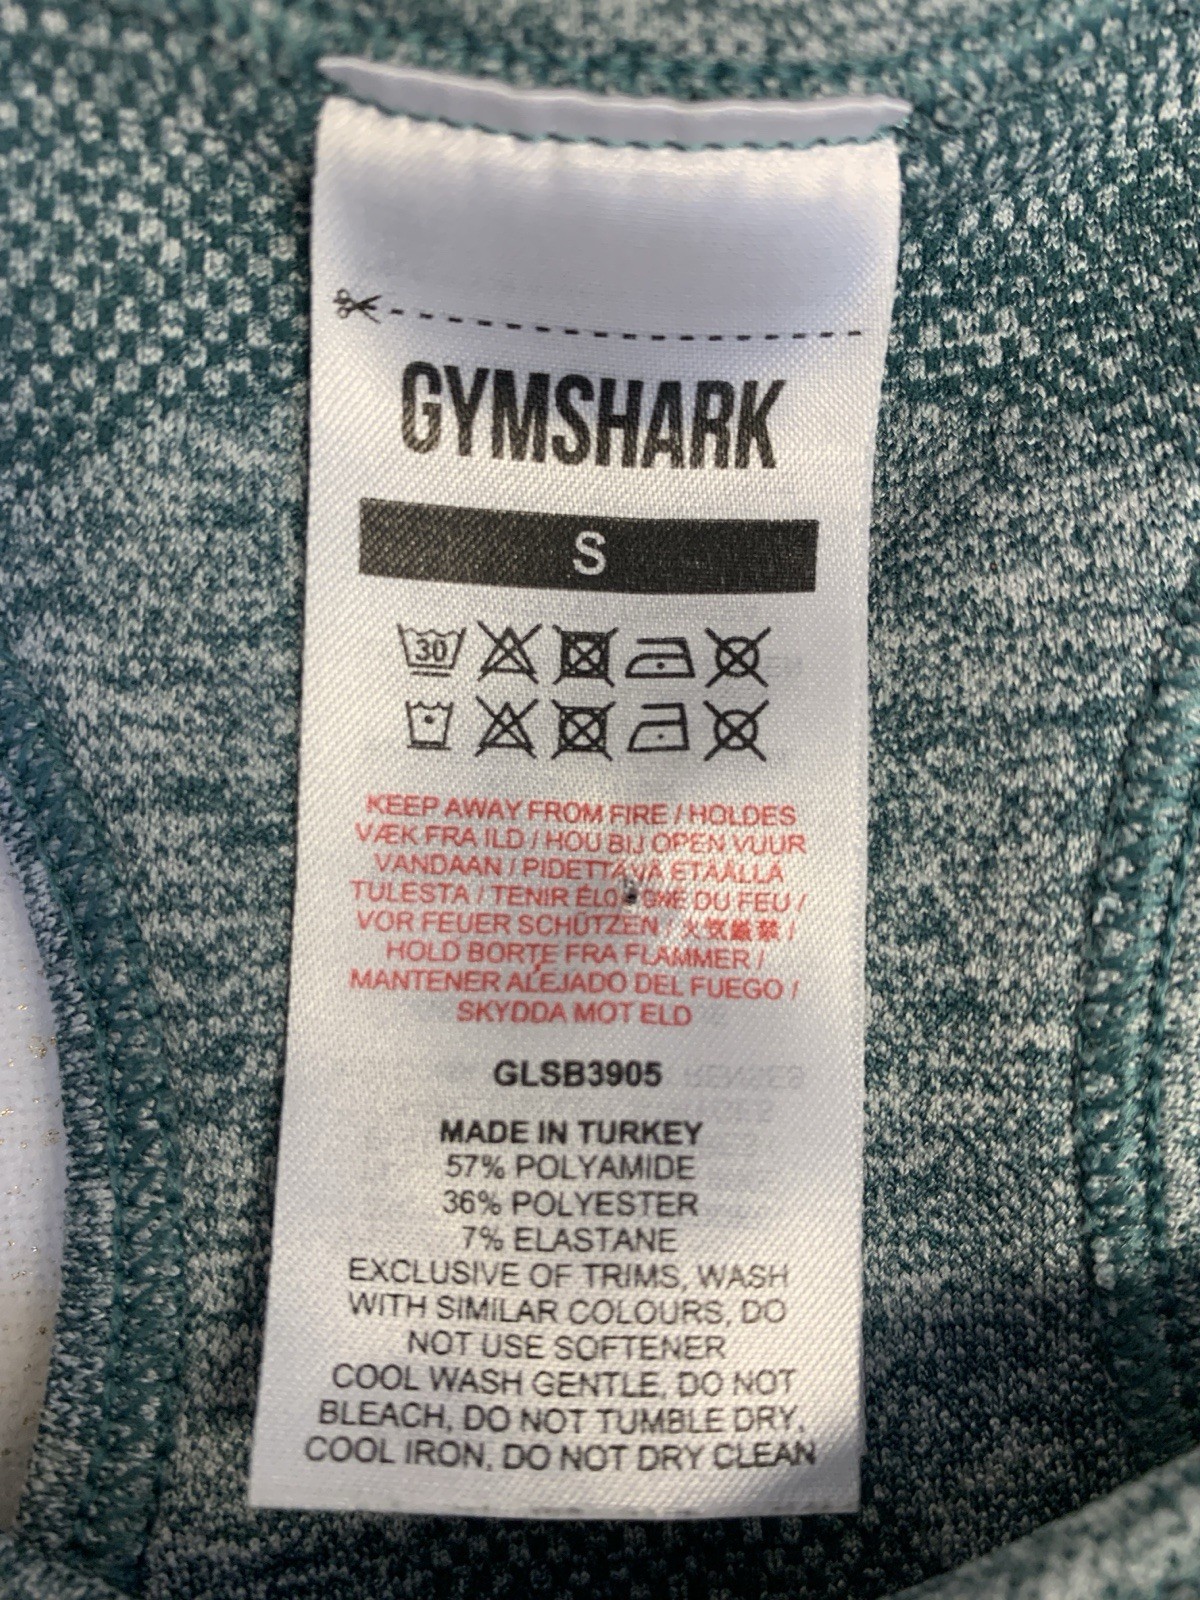 GYMSHARK
S
30
KEEP AWAY FROM FIRE / HOLDES
VÆK FRA ILD / HOU BIJ OPEN VUUR
VANDAAN / PIDETTÄVÄ ETÄÄLLÄ
TULESTA / TENIR DU FEU /
VOR FEUER SCHÜTZEN / 火気厳禁 /
HOLD BORTE FRA FLAMMER /
MANTENER ALEJADO DEL FUEGO /
SKYDDA MOT ELD
GLSB3905
MADE IN TURKEY
57% POLYAMIDE
36% POLYESTER
7% ELASTANE
EXCLUSIVE OF TRIMS, WASH
WITH SIMILAR COLOURS, DO
NOT USE SOFTENER
COOL WASH GENTLE, DO NOT
BLEACH, DO NOT TUMBLE DRY,
COOL IRON, DO NOT DRY CLEAN